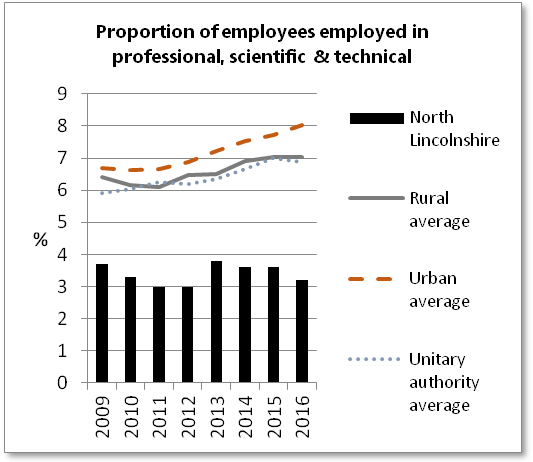 Proportion of employees employed in
professional, scientific & technical
9
8
7
6
5
4
3
2
1
0
%
2009
2010
2011
2012
2013
2014
2015
2016
North
Lincolnshire
Rural
average
Urban
average
Unitary
authority
average